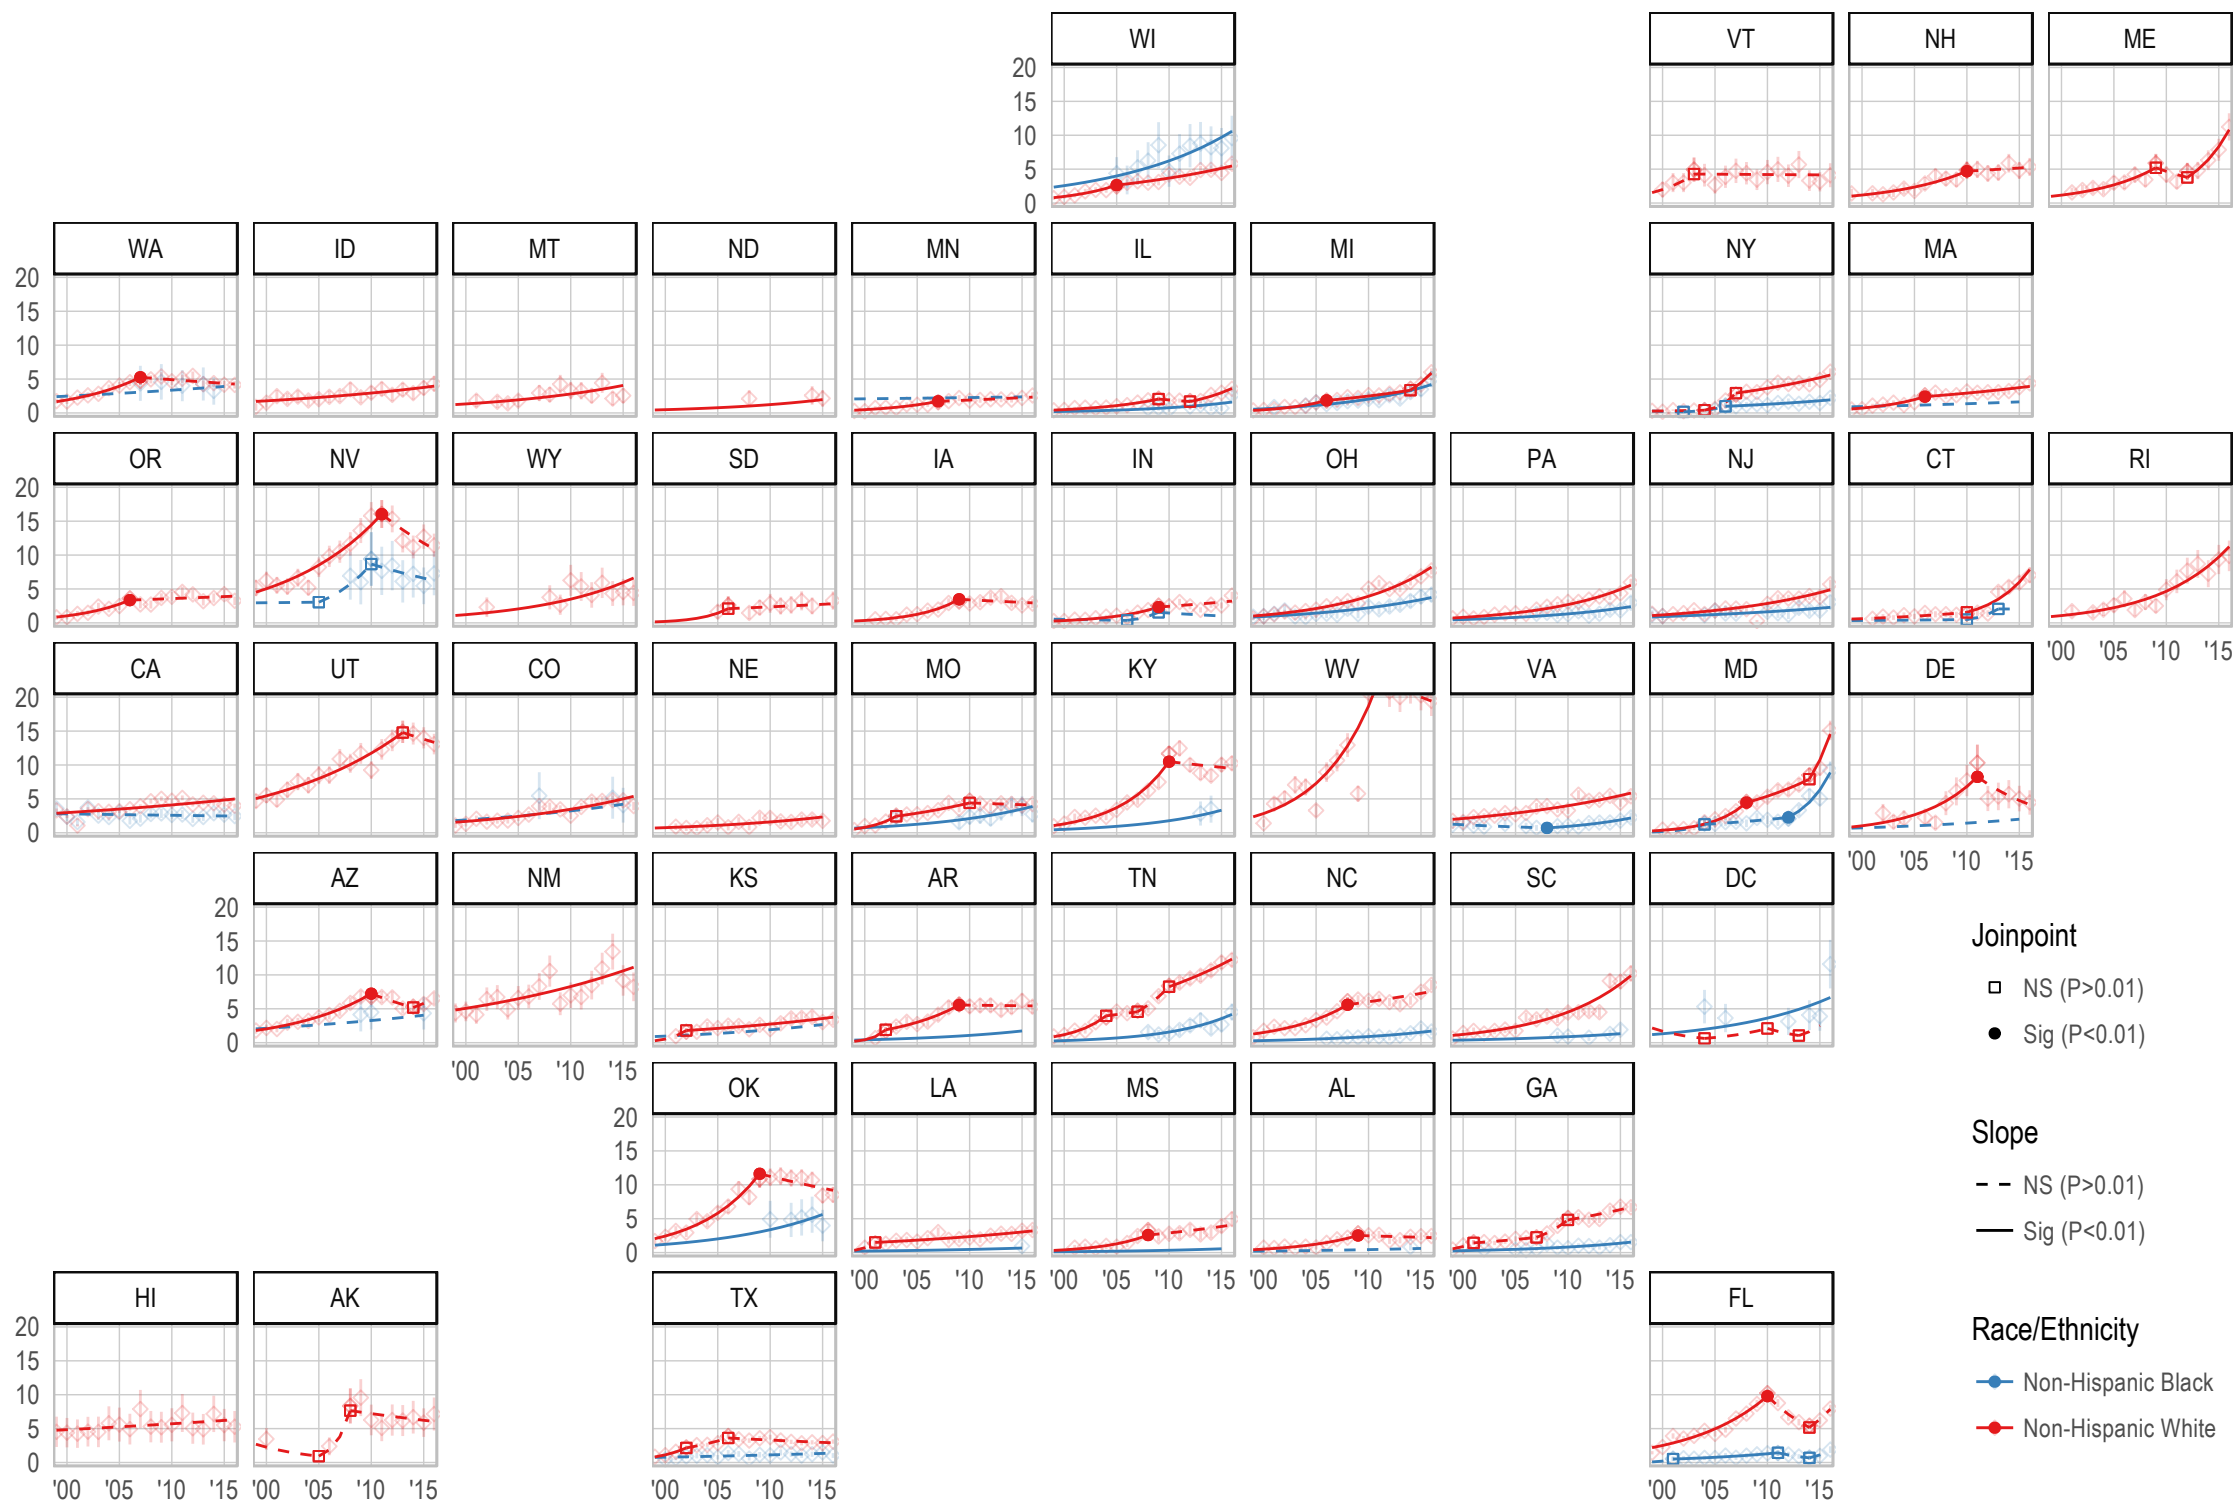 WI VT NH ME
20
15
10
5
0
WA ID MT ND MN IL MI NY MA
20
15
10
5
0
OR NV WY SD IA IN OH PA NJ CT RI
20
15
10
5
0
'00 '05 '10 '15
CA UT CO NE MO KY WV VA MD DE
20
15
10
5
0
'00 '05 '10 '15
AZ NM KS AR TN NC SC DC
20
15
10
5
0
'00 '05 '10 '15
OK LA MS AL GA
20
15
10
5
0
'00 '05 '10 '15 '00 '05 '10 '15 '00 '05 '10 '15 '00 '05 '10 '15
HI AK TX FL
20
15
10
5
0
'00 '05 '10 '15 '00 '05 '10 '15 '00 '05 '10 '15 '00 '05 '10 '15
Joinpoint
NS (P>0.01)
Sig (P<0.01)
Slope
NS (P>0.01)
Sig (P<0.01)
Race/Ethnicity
Non-Hispanic Black
Non-Hispanic White